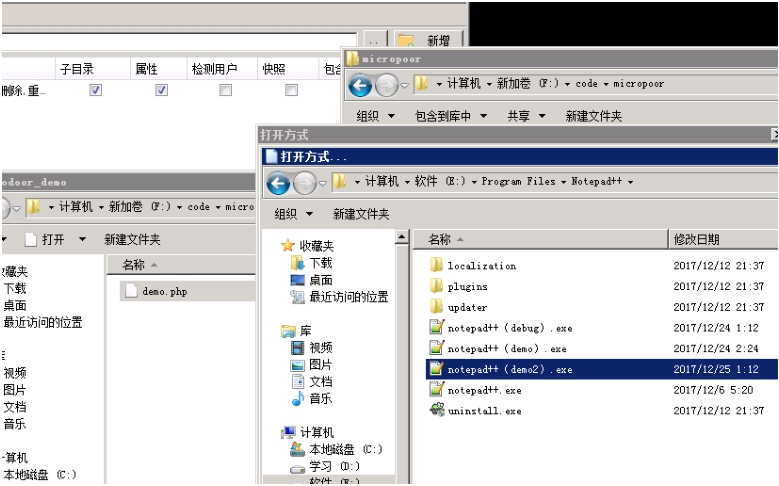 新增
子目录 属性 检测用户 快照 包含
删除.重…
micropoor
计算机 新加卷 (F:) code micropoor
组织 包含到库中 共享 新建文件夹
打开方式
打开方式...
计算机 软件 (E:) Program Files Notepad++
组织 新建文件夹
odoor_demo
计算机 新加卷 (F:) code micro
打开 新建文件夹
名称
demo.php
藏夹
下载
桌面
最近访问的位置
视频
图片
文档
音乐
算机
本地磁盘 (C:)
收藏夹
下载
桌面
最近访问的位置
库
视频
图片
文档
音乐
计算机
本地磁盘 (C:)
学习 (D:)
软件 (E:)
名称 修改日期
localization 2017/12/12 21:37
plugins 2017/12/12 21:37
updater 2017/12/12 21:37
notepad++ (debug) .exe 2017/12/24 1:12
notepad++ (demo) .exe 2017/12/24 2:24
notepad++ (demo2) .exe 2017/12/25 1:12
notepad++.exe 2017/12/6 5:20
uninstall.exe 2017/12/12 21:37